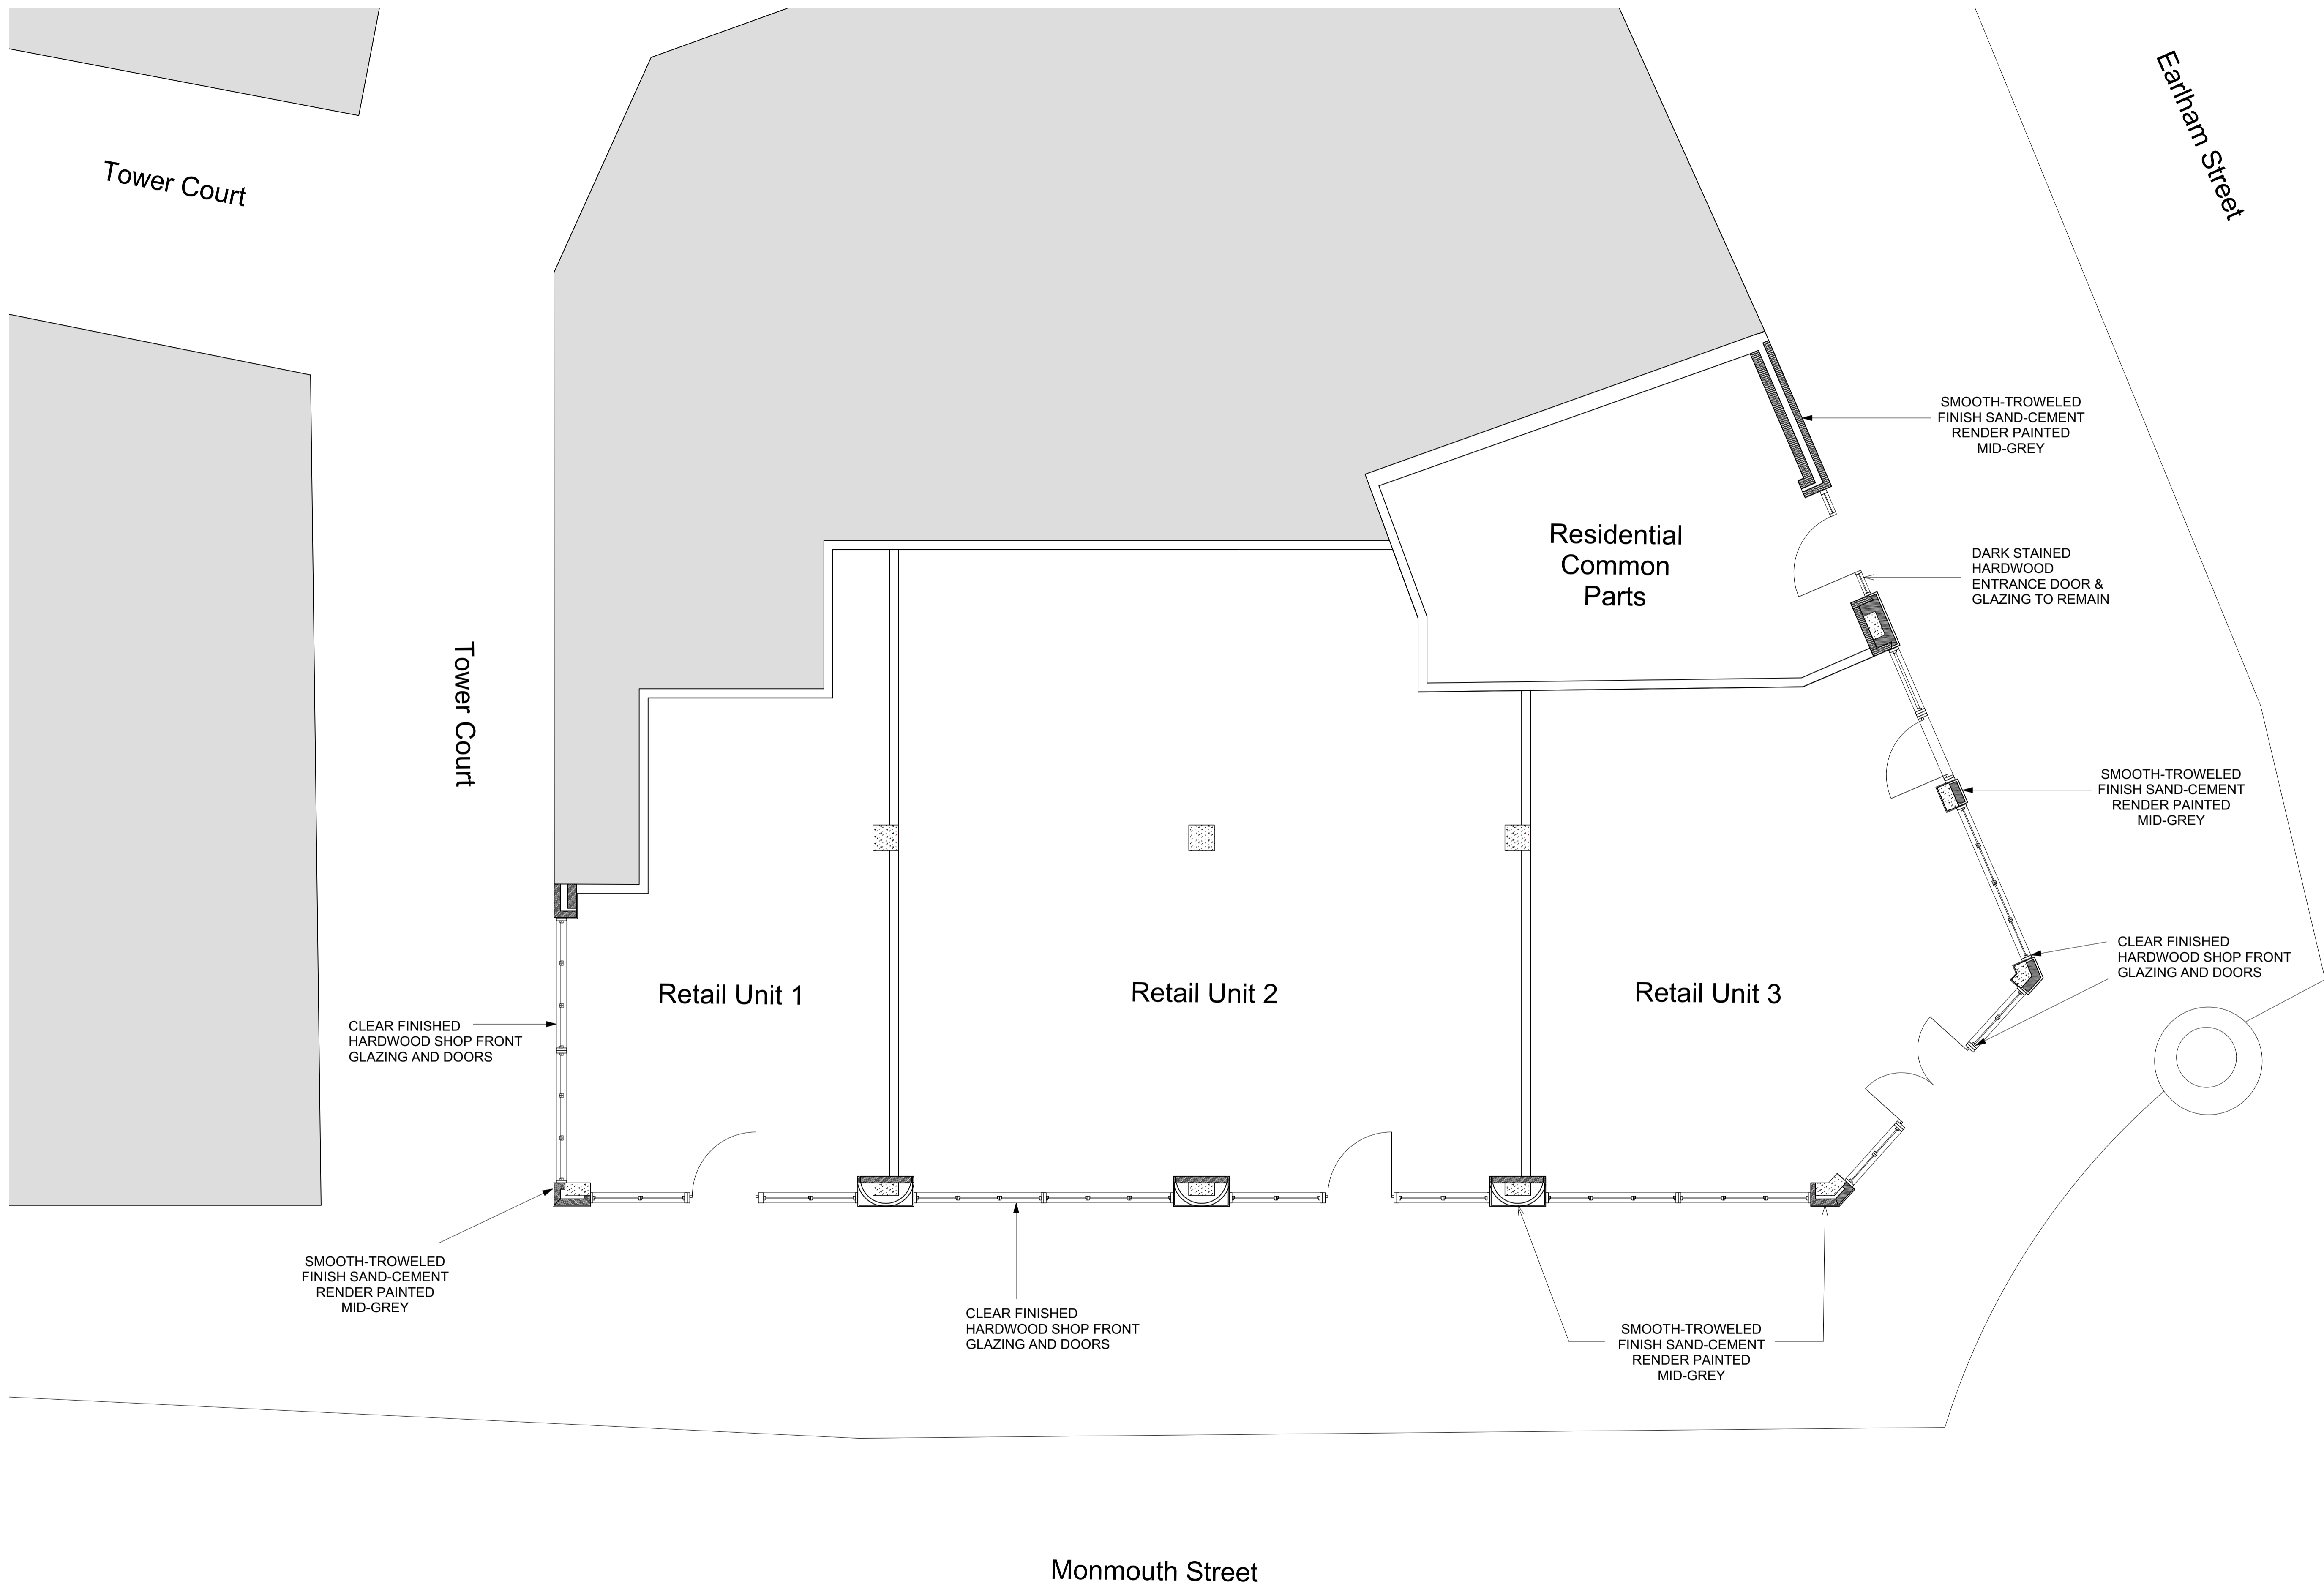 Earlham Street
Tower Court
SMOOTH-TROWELED
FINISH SAND-CEMENT
RENDER PAINTED
MID-GREY
Residential
Common
Parts
DARK STAINED
HARDWOOD
ENTRANCE DOOR &
GLAZING TO REMAIN
Tower Court
SMOOTH-TROWELED
FINISH SAND-CEMENT
RENDER PAINTED
MID-GREY
Retail Unit 1
Retail Unit 2
Retail Unit 3
CLEAR FINISHED
HARDWOOD SHOP FRONT
GLAZING AND DOORS
CLEAR FINISHED
HARDWOOD SHOP FRONT
GLAZING AND DOORS
SMOOTH-TROWELED
FINISH SAND-CEMENT
RENDER PAINTED
MID-GREY
CLEAR FINISHED
HARDWOOD SHOP FRONT
GLAZING AND DOORS
SMOOTH-TROWELED
FINISH SAND-CEMENT
RENDER PAINTED
MID-GREY
Monmouth Street